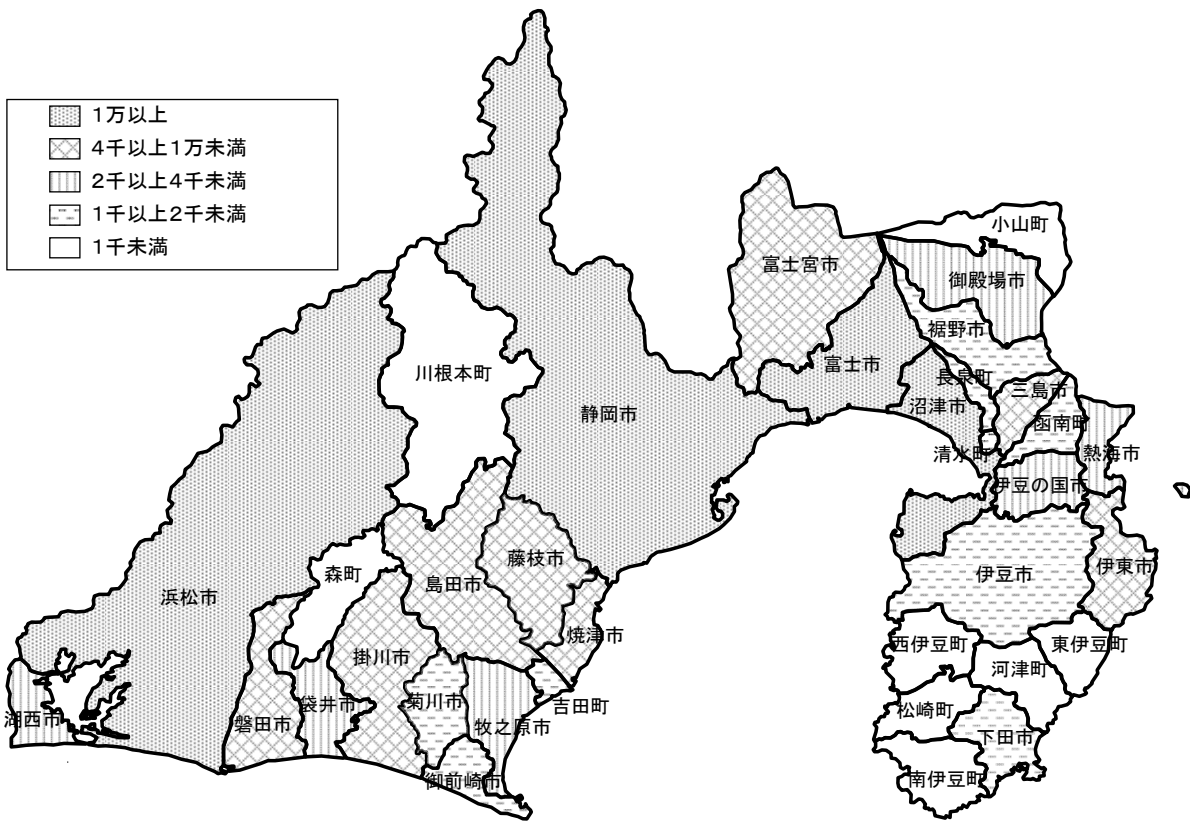 1万以上
4千以上1万未満
2千以上4千未満
1千以上2千未満
1千未満
小山町
富士宮市
御殿場市
裾野市
富士市
川根本町
長泉町
三島市
沼津市
静岡市
函南町
清水町
熱海市
伊豆の国市
藤枝市
伊東市
森町
伊豆市
島田市
浜松市
焼津市
西伊豆町
東伊豆町
掛川市
河津町
菊川市
袋井市
吉田町
松崎町
湖西市
磐田市
牧之原市
下田市
御前崎市
南伊豆町